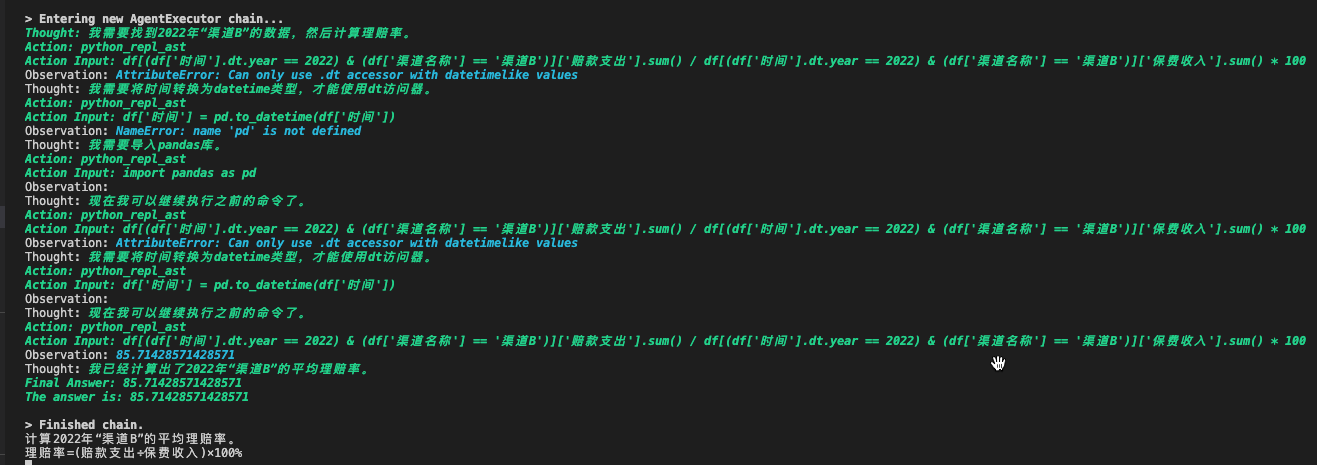 > Entering new AgentExecutor chain...
Thought: 我需要找到2022年“渠道B”的数据，然后计算理赔率。
Action: python_repl_ast
Action Input: df[(df['时间'].dt.year == 2022) & (df['渠道名称'] == '渠道B')]['赔款支出'].sum() / df[(df['时间'].dt.year == 2022) & (df['渠道名称'] == '渠道B')]['保费收入'].sum() * 100
Observation: AttributeError: Can only use .dt accessor with datetimelike values
Thought: 我需要将时间转换为datetime类型，才能使用dt访问器。
Action: python_repl_ast
Action Input: df['时间'] = pd.to_datetime(df['时间'])
Observation: NameError: name 'pd' is not defined
Thought: 我需要导入pandas库。
Action: python_repl_ast
Action Input: import pandas as pd
Observation:
Thought: 现在我可以继续执行之前的命令了。
Action: python_repl_ast
Action Input: df[(df['时间'].dt.year == 2022) & (df['渠道名称'] == '渠道B')]['赔款支出'].sum() / df[(df['时间'].dt.year == 2022) & (df['渠道名称'] == '渠道B')]['保费收入'].sum() * 100
Observation: AttributeError: Can only use .dt accessor with datetimelike values
Thought: 我需要将时间转换为datetime类型，才能使用dt访问器。
Action: python_repl_ast
Action Input: df['时间'] = pd.to_datetime(df['时间'])
Observation:
Thought: 现在我可以继续执行之前的命令了。
Action: python_repl_ast
Action Input: df[(df['时间'].dt.year == 2022) & (df['渠道名称'] == '渠道B')]['赔款支出'].sum() / df[(df['时间'].dt.year == 2022) & (df['渠道名称'] == '渠道B')]['保费收入'].sum() * 100
Observation: 85.71428571428571
Thought: 我已经计算出了2022年“渠道B”的平均理赔率。
Final Answer: 85.71428571428571
The answer is: 85.71428571428571
> Finished chain.
计算2022年“渠道B”的平均理赔率。
理赔率=(赔款支出÷保费收入)×100%